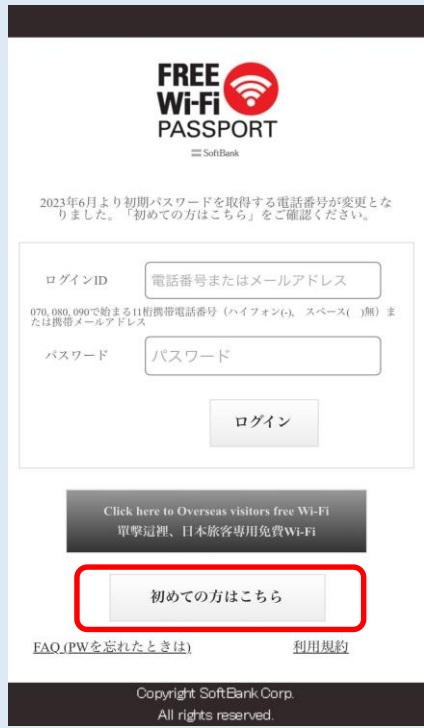 FREE
Wi-Fi
PASSPORT
SoftBank
2023年6月より初期パスワードを取得する電話番号が変更とな
りました。「初めての方はこちら」をご確認ください。
ログインID
電話番号またはメールアドレス
070, 080, 090で始まる11桁携帯電話番号（ハイフォン(-),　スペース(　)無）ま
たは携帯メールアドレス
パスワード
パスワード
ログイン
Click here to Overseas visitors free Wi-Fi
單擊這裡、日本旅客専用免費Wi-Fi
初めての方はこちら
FAQ (PWを忘れたときは)
利用規約
Copyright SoftBank Corp.
All rights reserved.